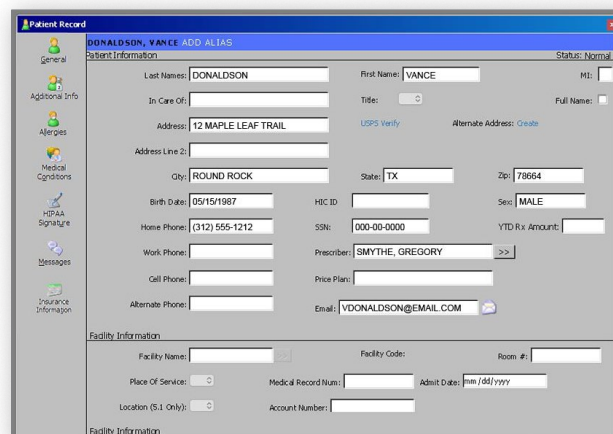 Patient Record
DONALDSON, VANCE ADD ALIAS
Patient Information Status: Normal
Last Names: DONALDSON First Name: VANCE MI:
In Care Of: Title: Full Name:
Address: 12 MAPLE LEAF TRAIL USPS Verify Alternate Address: Create
Address Line 2:
City: ROUND ROCK State: TX Zip: 78664
Birth Date: 05/15/1987 HIC ID Sex: MALE
Home Phone: (312) 555-1212 SSN: 000-00-0000 YTD Rx Amount:
Work Phone: Prescriber: SMYTHE, GREGORY >>
Cell Phone: Price Plan:
Alternate Phone: Email: VDONALDSON@EMAIL.COM
Facility Information
Facility Name: >> Facility Code: Room #:
Place Of Service: Medical Record Num: Admit Date: mm/dd/yyyy
Location (5.1 Only): Account Number:
Facility Information
General
Additional Info
Allergies
Medical
Conditions
HIPAA
Signature
Messages
Insurance
Information